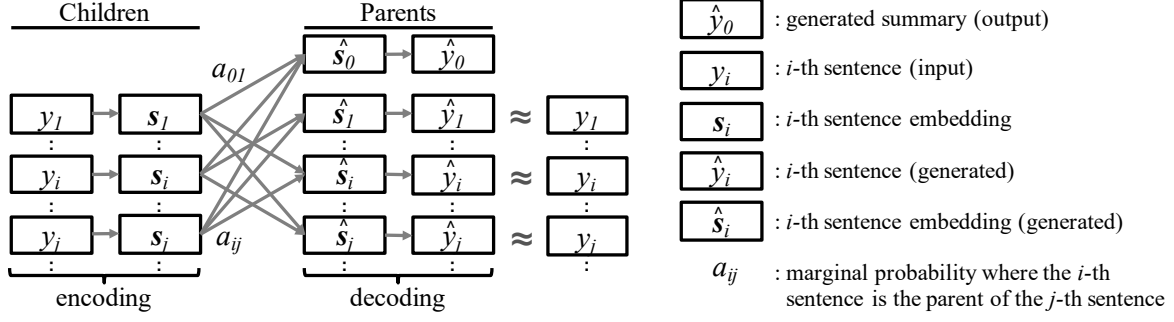 Children
Parents
ŝ₀ ŷ₀
a₀₁
y₁ s₁ ŝ₁ ŷ₁ ≈ y₁
⋮ ⋮ ⋮ ⋮ ⋮
yᵢ sᵢ ŝᵢ ŷᵢ ≈ yᵢ
⋮ ⋮ ⋮ ⋮ ⋮
yⱼ sⱼ ŝⱼ ŷⱼ ≈ yⱼ
aᵢⱼ
⋮ ⋮ ⋮ ⋮ ⋮
encoding
decoding
ŷ₀ : generated summary (output)
yᵢ : i-th sentence (input)
sᵢ : i-th sentence embedding
ŷᵢ : i-th sentence (generated)
ŝᵢ : i-th sentence embedding (generated)
aᵢⱼ : marginal probability where the i-th
sentence is the parent of the j-th sentence